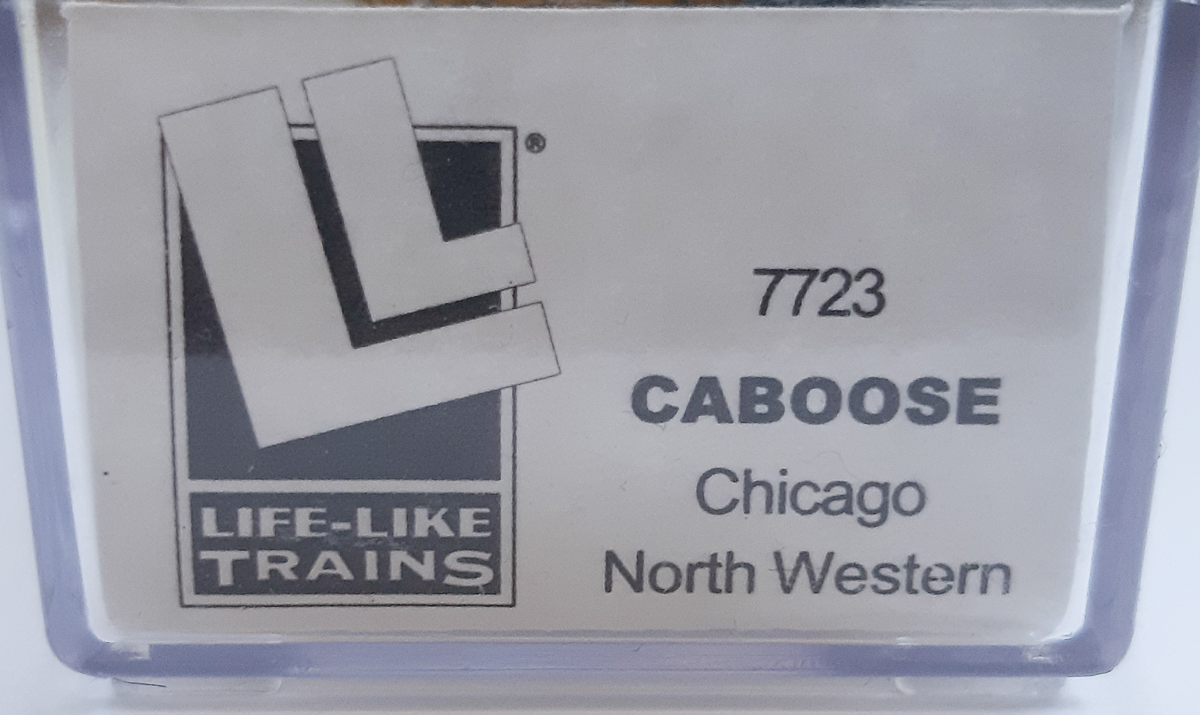 ®
LIFE-LIKE
TRAINS
7723
CABOOSE
Chicago
North Western